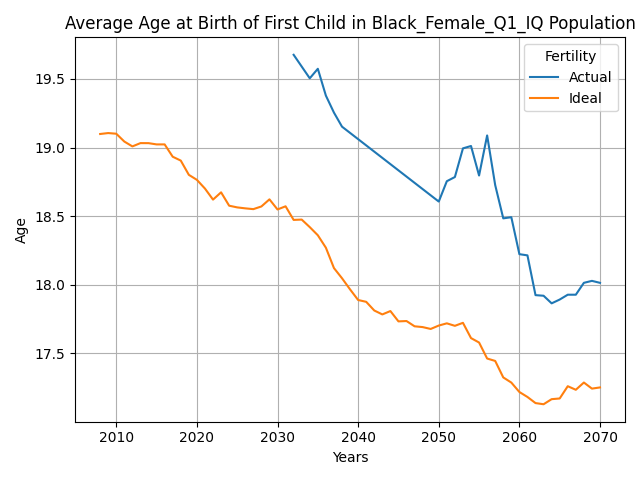 Average Age at Birth of First Child in Black_Female_Q1_IQ Population
Fertility
Actual
Ideal
19.5
19.0
18.5
18.0
17.5
Age
2010 2020 2030 2040 2050 2060 2070
Years